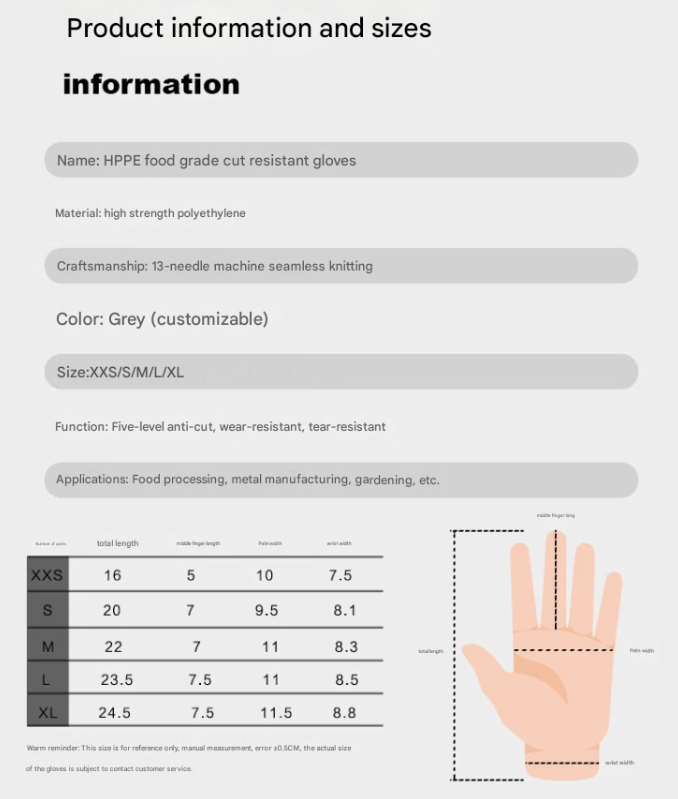 Product information and sizes
information
Name: HPPE food grade cut resistant gloves
Material: high strength polyethylene
Craftsmanship: 13-needle machine seamless knitting
Color: Grey (customizable)
Size:XXS/S/M/L/XL
Function: Five-level anti-cut, wear-resistant, tear-resistant
Applications: Food processing, metal manufacturing, gardening, etc.
middle finger long
Number of yards total length middle finger length Palm width wrist width
XXS 16 5 10 7.5
S 20 7 9.5 8.1
M 22 7 11 8.3
L 23.5 7.5 11 8.5
XL 24.5 7.5 11.5 8.8
total length
Palm width
wrist width
Warm reminder: This size is for reference only, manual measurement, error ±0.5CM, the actual size
of the gloves is subject to contact customer service.